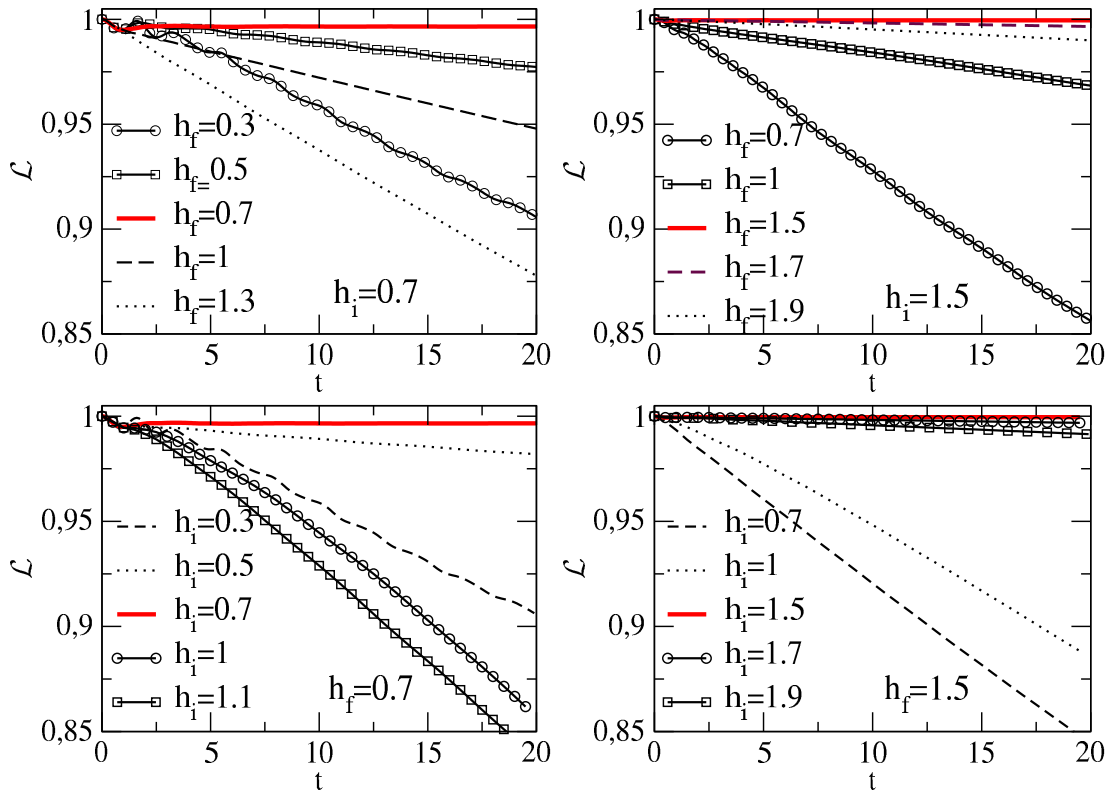 1
0,95
0,9
0,85
ℒ
h_f=0.3
h_f=0.5
h_f=0.7
h_f=1
h_f=1.3
h_i=0.7
0 5 10 15 20
t
1
0,95
0,9
0,85
ℒ
h_f=0.7
h_f=1
h_f=1.5
h_f=1.7
h_f=1.9
h_i=1.5
0 5 10 15 20
t
1
0,95
0,9
0,85
ℒ
h_i=0.3
h_i=0.5
h_i=0.7
h_i=1
h_i=1.1
h_f=0.7
0 5 10 15 20
t
1
0,95
0,9
0,85
ℒ
h_i=0.7
h_i=1
h_i=1.5
h_i=1.7
h_i=1.9
h_f=1.5
0 5 10 15 20
t